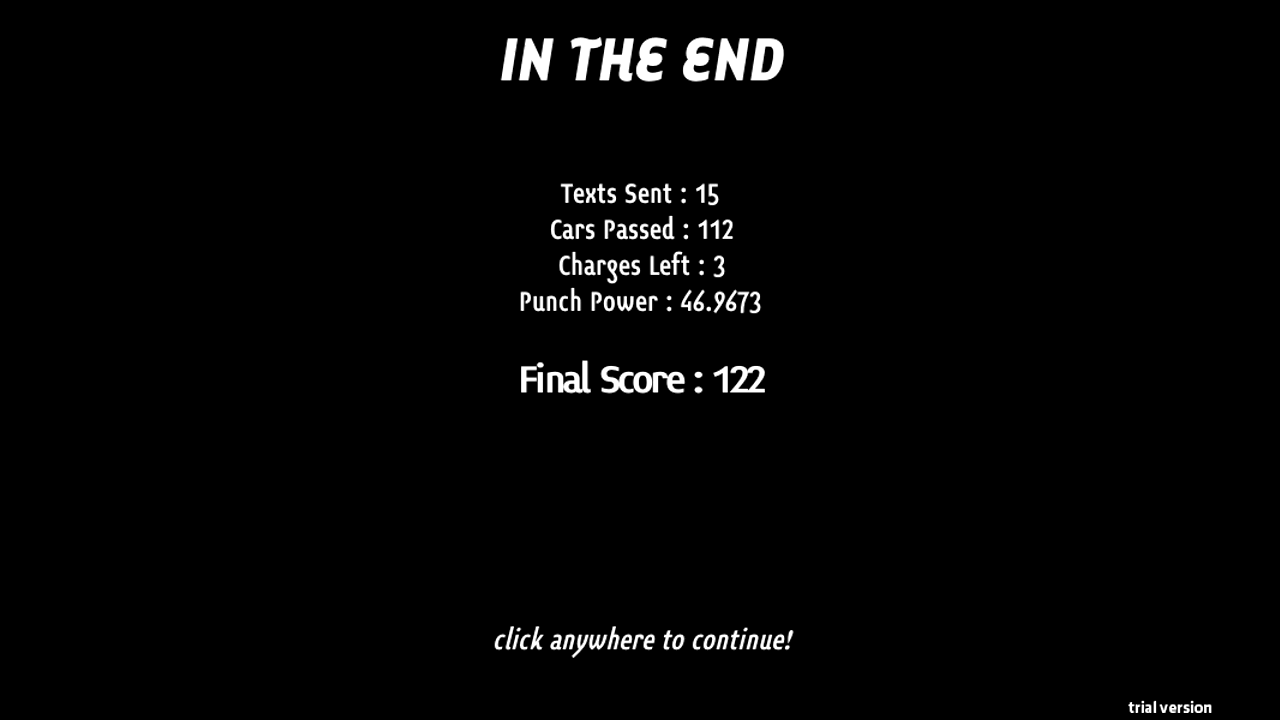 IN THE END
Texts Sent : 15
Cars Passed : 112
Charges Left : 3
Punch Power : 46.9673
Final Score : 122
click anywhere to continue!
trial version